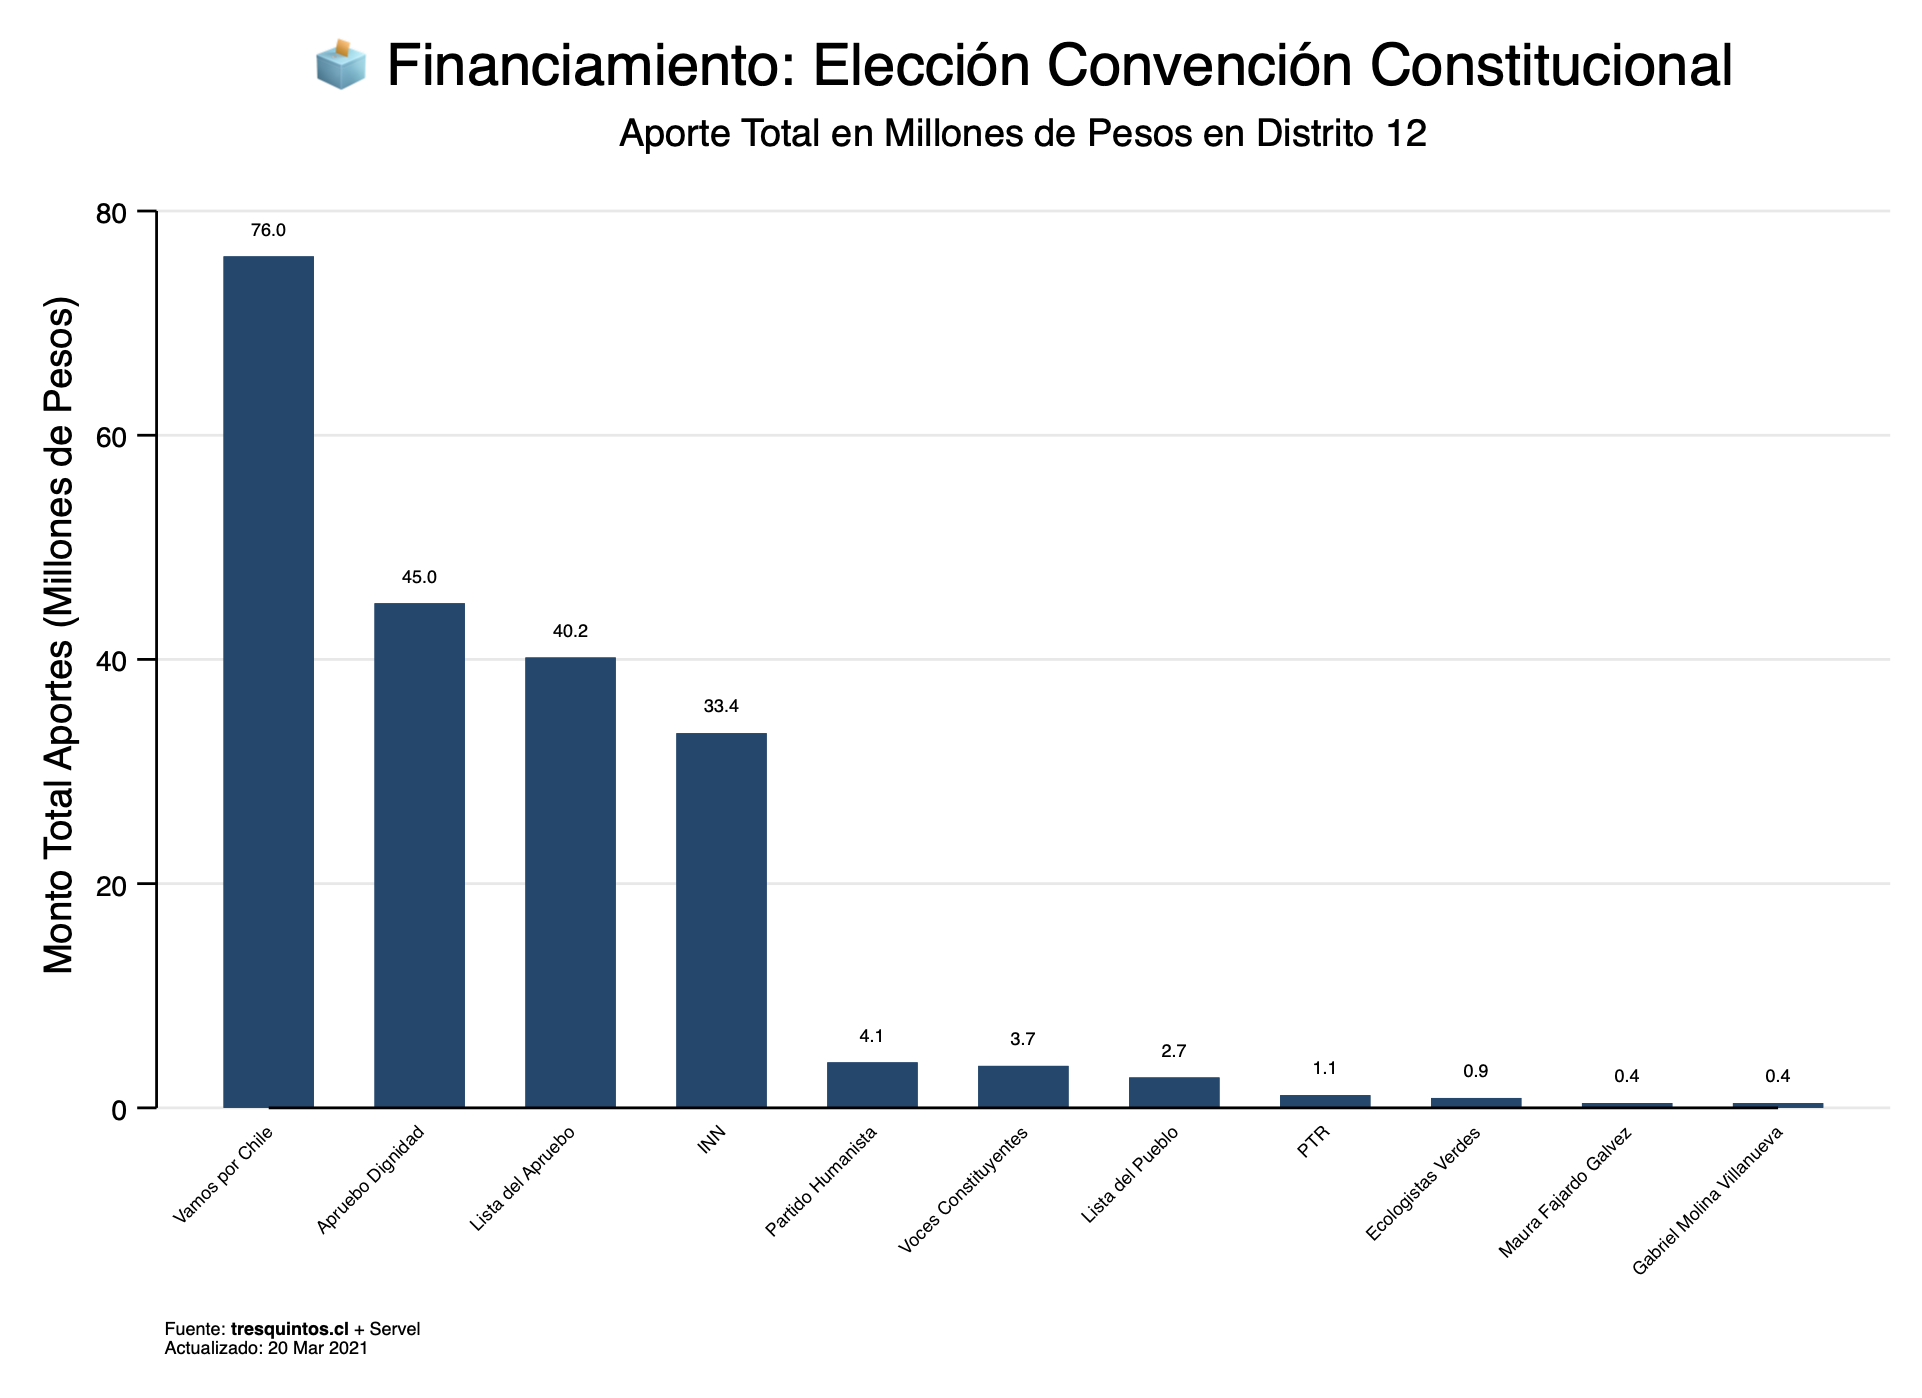 Financiamiento: Elección Convención Constitucional
Aporte Total en Millones de Pesos en Distrito 12
Monto Total Aportes (Millones de Pesos)
80
60
40
20
0
76.0
45.0
40.2
33.4
4.1
3.7
2.7
1.1
0.9
0.4
0.4
Vamos por Chile
Apruebo Dignidad
Lista del Apruebo
INN
Partido Humanista
Voces Constituyentes
Lista del Pueblo
PTR
Ecologistas Verdes
Maura Fajardo Galvez
Gabriel Molina Villanueva
Fuente: tresquintos.cl + Servel
Actualizado: 20 Mar 2021